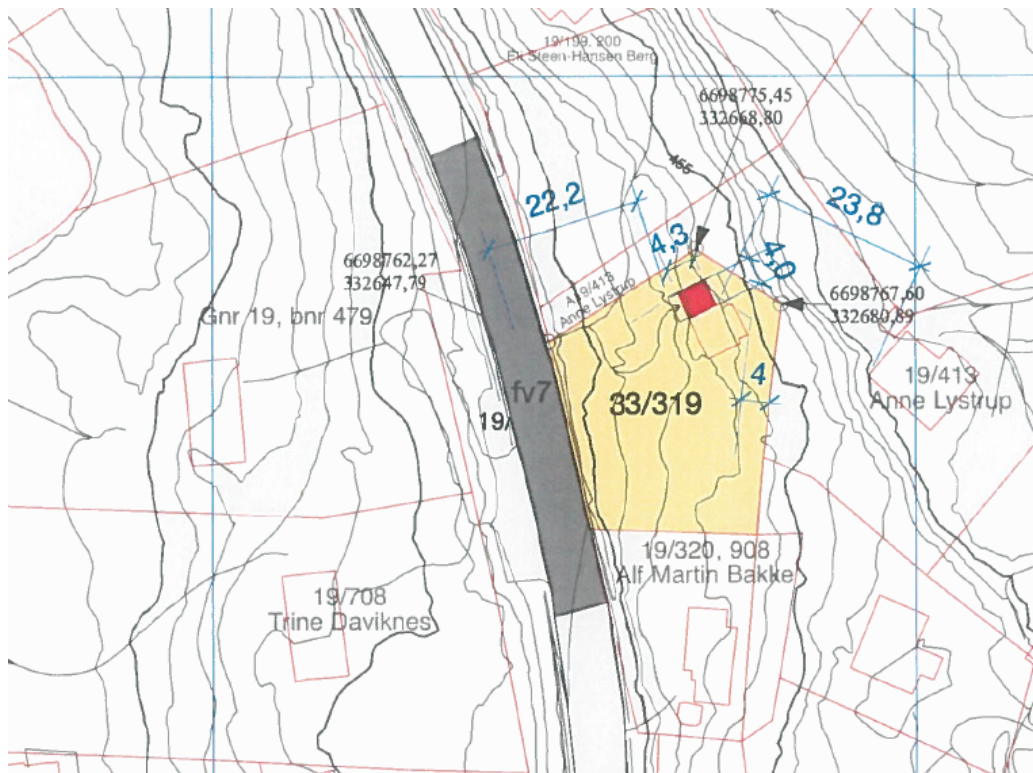 19/199, 200
Eli Steen-Hansen Berg
6698775,45
332668,80
455
22,2
23,8
4,3
4,0
6698762,27
332647,79
19/418
Anne Lystrup
6698767,60
332680,89
Gnr 19, bnr 479
19/413
Anne Lystrup
4
fv7
33/319
19/
19/320, 908
Alf Martin Bakke
19/708
Trine Daviknes